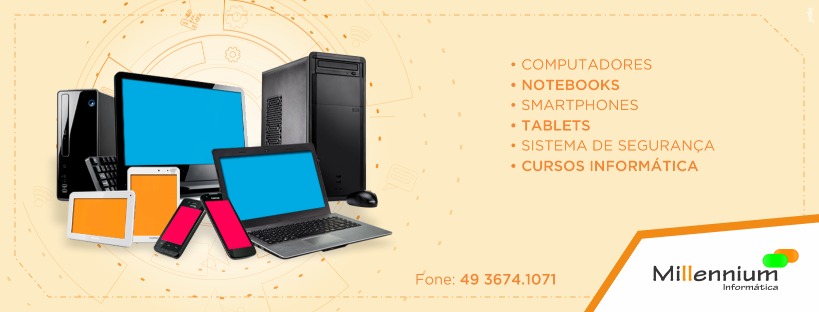 • COMPUTADORES
• NOTEBOOKS
• SMARTPHONES
• TABLETS
• SISTEMA DE SEGURANÇA
• CURSOS INFORMÁTICA
Fone: 49 3674.1071
Millennium
Informática